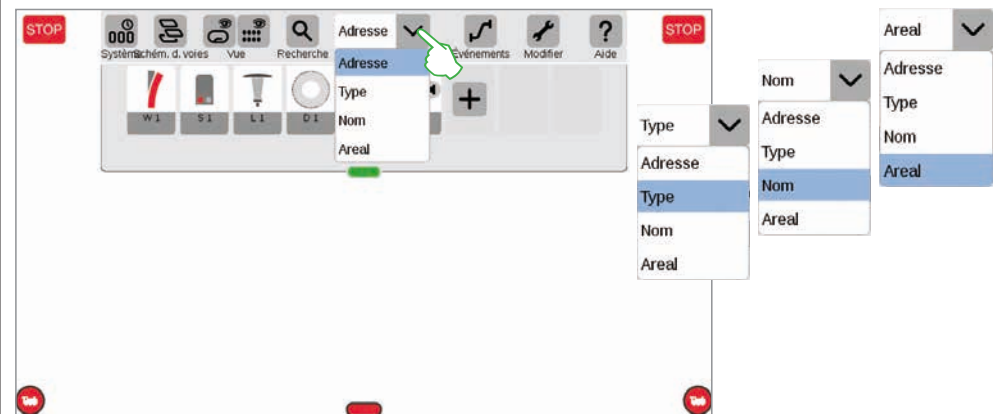 STOP
Adresse
STOP
Système
Schém. d. voies
Vue
Recherche
Événements
Modifier
Aide
Adresse
Type
Nom
Areal
W 1
S 1
L 1
D 1
Type
Adresse
Type
Nom
Areal
Nom
Adresse
Type
Nom
Areal
Areal
Adresse
Type
Nom
Areal